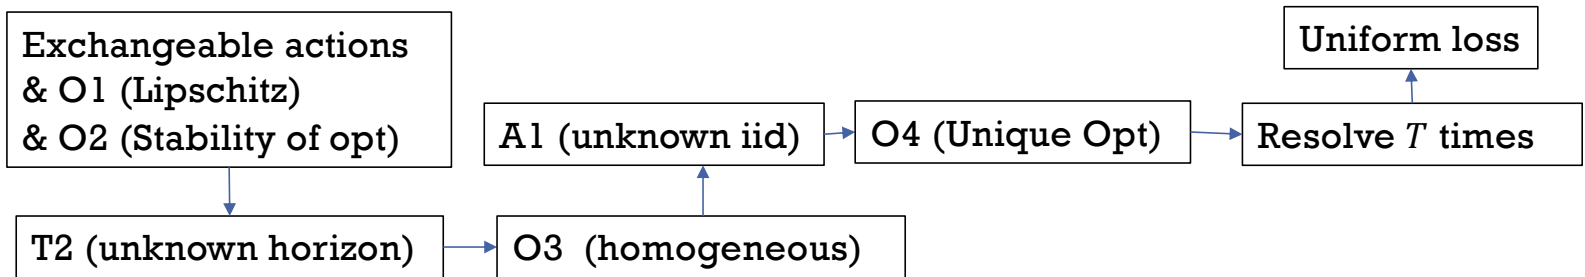 Exchangeable actions
& O1 (Lipschitz)
& O2 (Stability of opt)
T2 (unknown horizon)
O3 (homogeneous)
A1 (unknown iid)
O4 (Unique Opt)
Resolve T times
Uniform loss